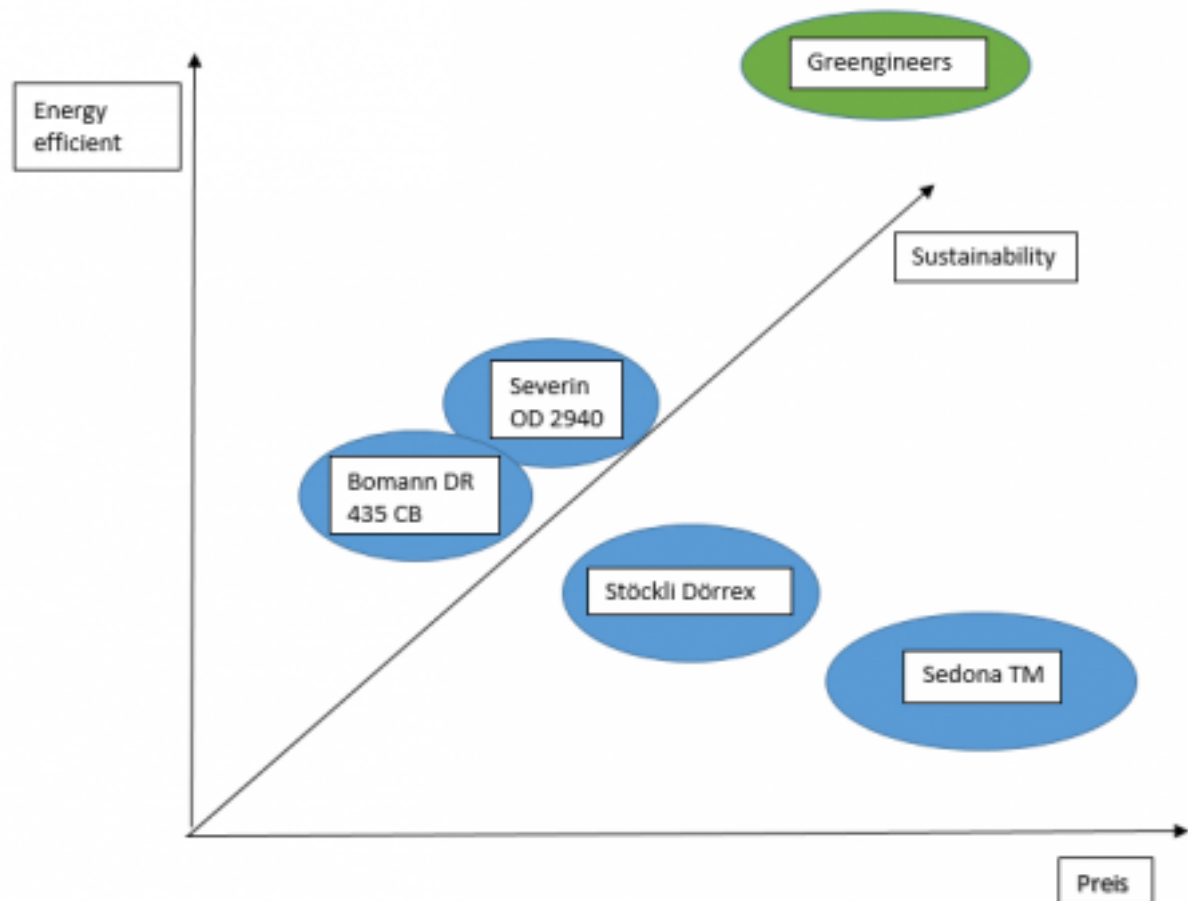 Greengineers
Energy
efficient
Sustainability
Severin
OD 2940
Bomann DR
435 CB
Stöckli Dörrex
Sedona TM
Preis